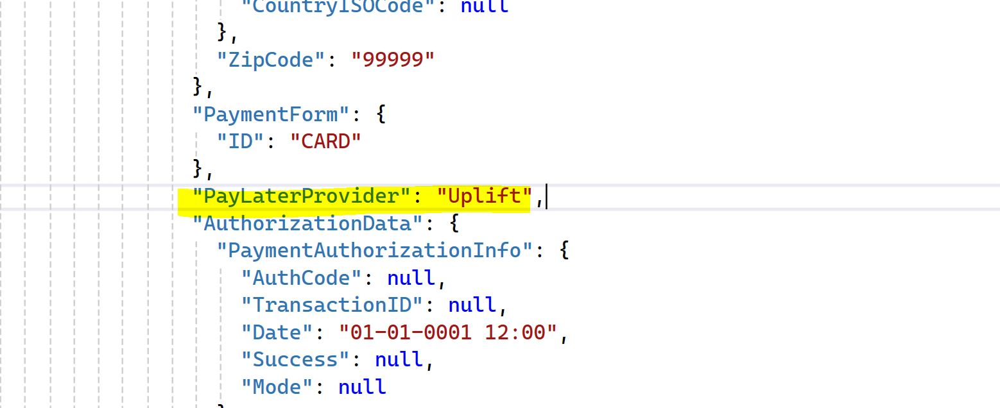 "CountryISOCode": null
},
"ZipCode": "99999"
},
"PaymentForm": {
"ID": "CARD"
},
"PayLaterProvider": "Uplift",
"AuthorizationData": {
"PaymentAuthorizationInfo": {
"AuthCode": null,
"TransactionID": null,
"Date": "01-01-0001 12:00",
"Success": null,
"Mode": null
}